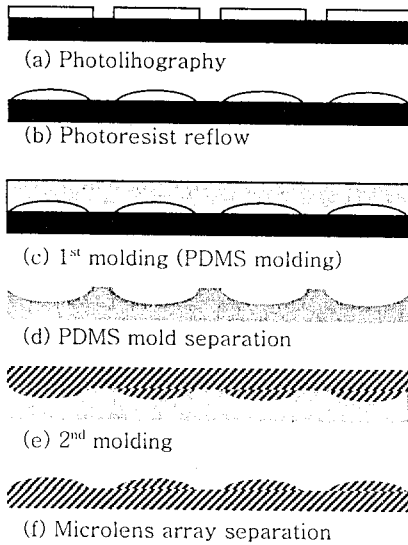 (a) Photolihography
(b) Photoresist reflow
(c) 1st molding (PDMS molding)
(d) PDMS mold separation
(e) 2nd molding
(f) Microlens array separation